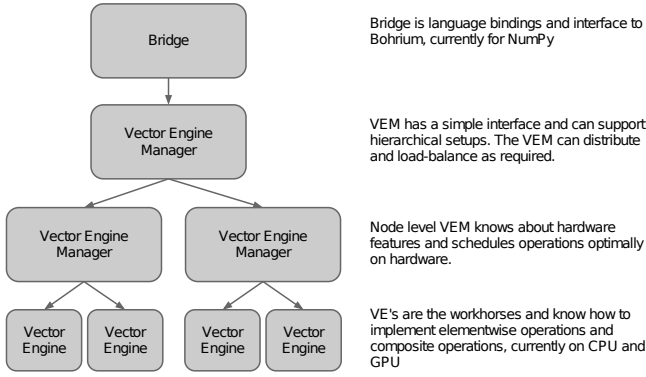 Bridge
Bridge is language bindings and interface to
Bohrium, currently for NumPy
Vector Engine
Manager
VEM has a simple interface and can support
hierarchical setups. The VEM can distribute
and load-balance as required.
Vector Engine
Manager
Vector Engine
Manager
Node level VEM knows about hardware
features and schedules operations optimally
on hardware.
Vector
Engine
Vector
Engine
Vector
Engine
Vector
Engine
VE's are the workhorses and know how to
implement elementwise operations and
composite operations, currently on CPU and
GPU